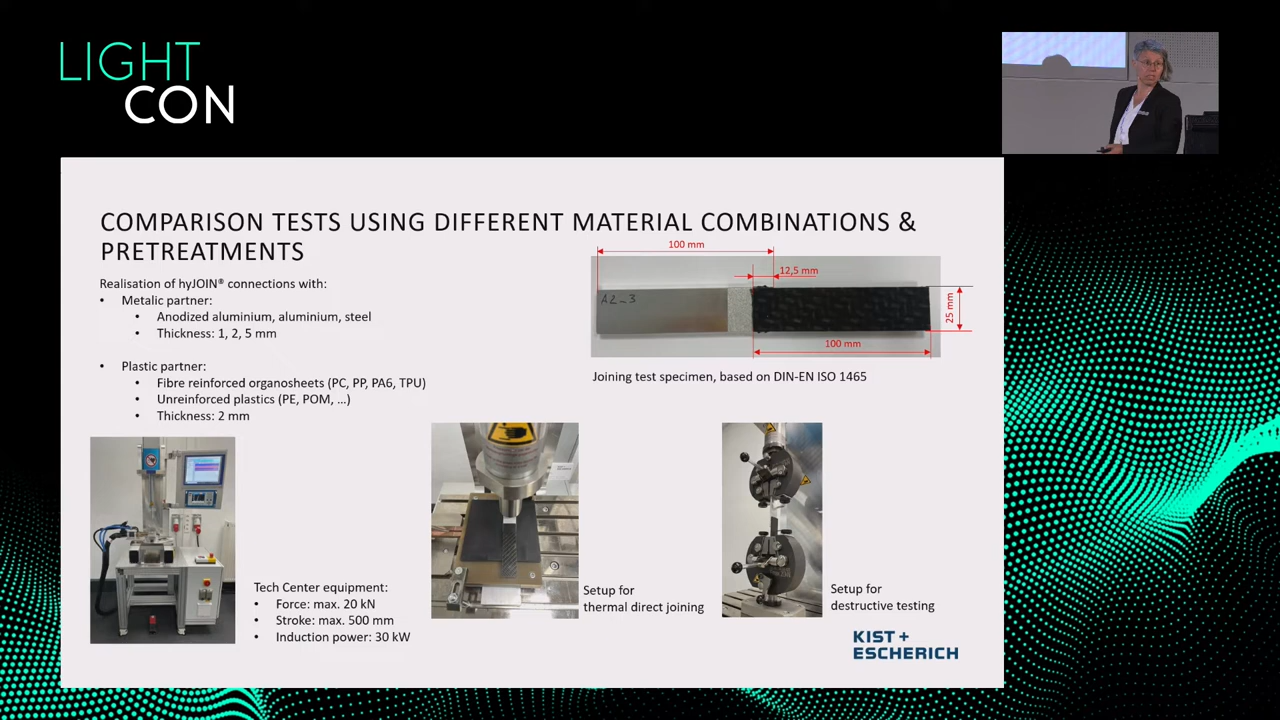 LIGHT
CON
COMPARISON TESTS USING DIFFERENT MATERIAL COMBINATIONS &
PRETREATMENTS
Realisation of hyJOIN® connections with:
• Metalic partner:
• Anodized aluminium, aluminium, steel
• Thickness: 1, 2, 5 mm
• Plastic partner:
• Fibre reinforced organosheets (PC, PP, PA6, TPU)
• Unreinforced plastics (PE, POM, ...)
• Thickness: 2 mm
100 mm
12,5 mm
A2-3
25 mm
100 mm
Joining test specimen, based on DIN-EN ISO 1465
Tech Center equipment:
• Force: max. 20 kN
• Stroke: max. 500 mm
• Induction power: 30 kW
Setup for
thermal direct joining
Setup for
destructive testing
KIST +
ESCHERICH